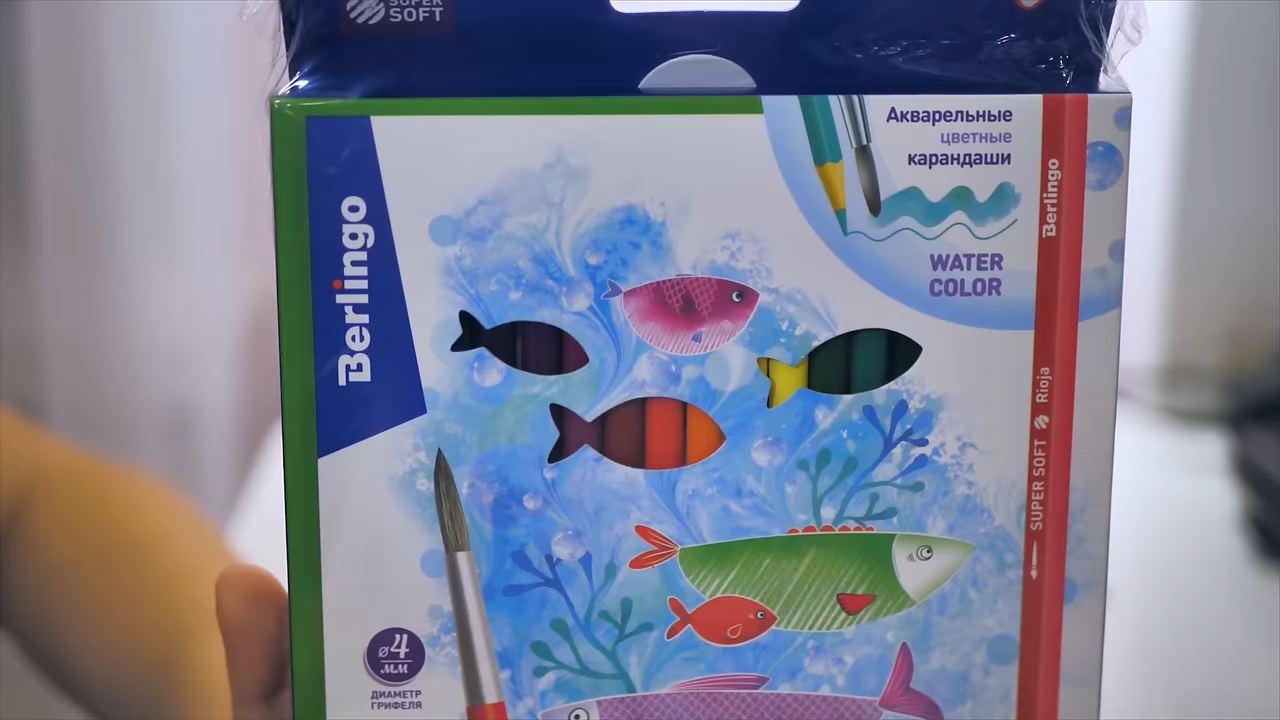 SUPER
SOFT
Berlingo
Акварельные
цветные
карандаши
WATER
COLOR
Berlingo
SUPER SOFT Rioja
ø4
мм
ДИАМЕТР
ГРИФЕЛЯ